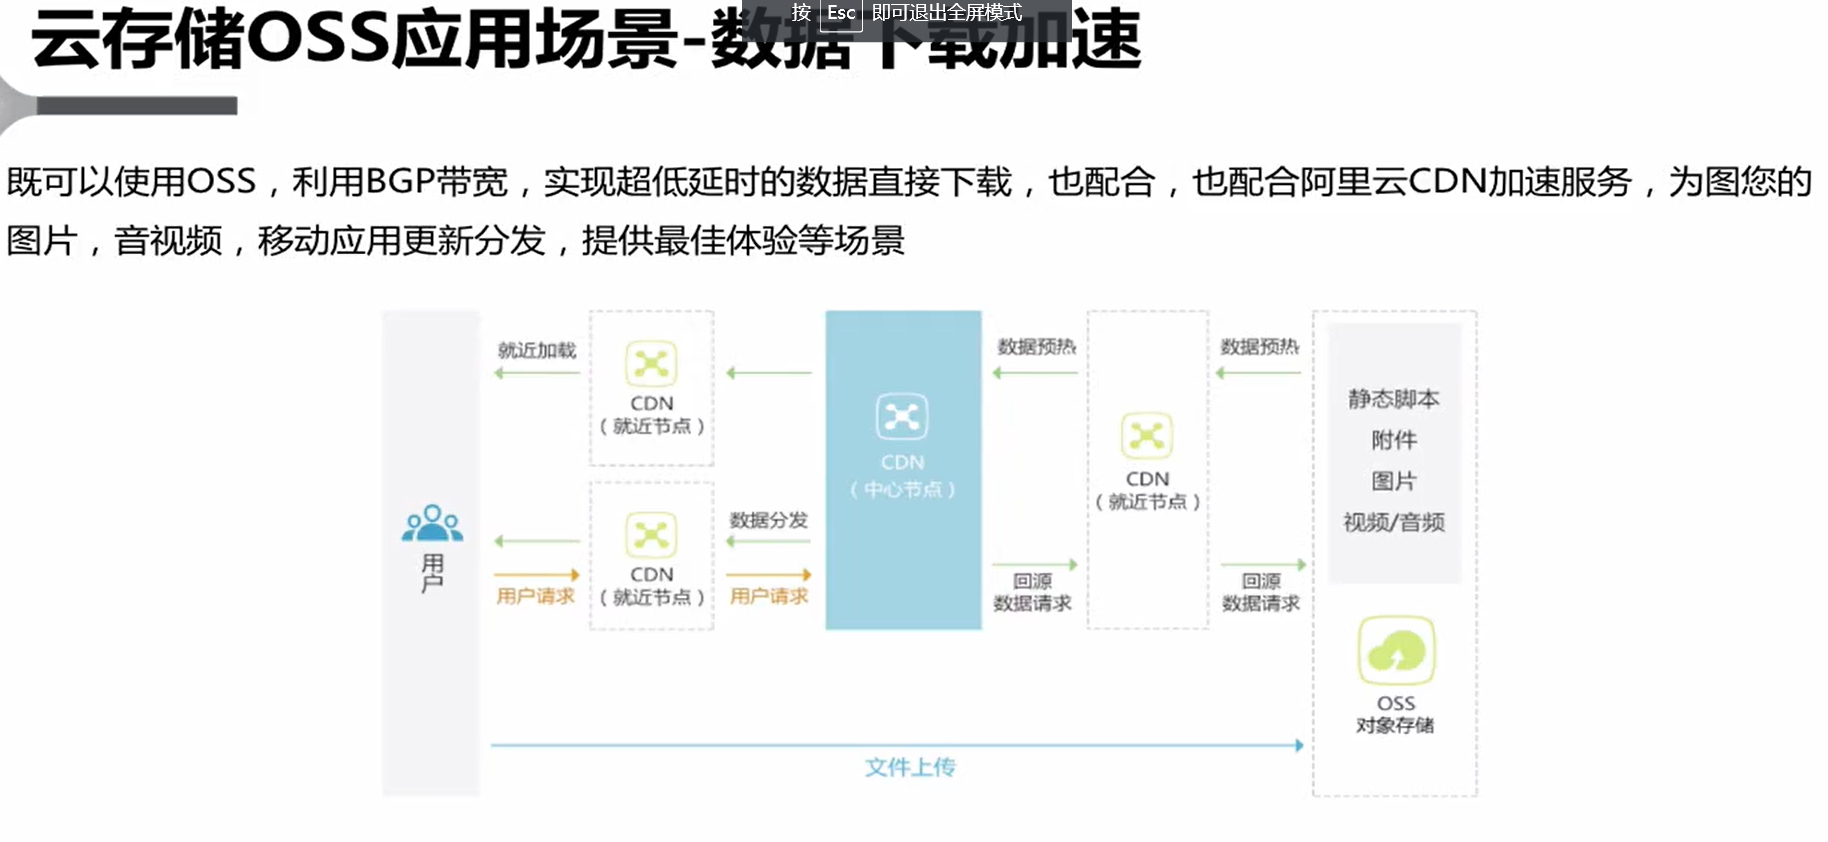 按 Esc 即可退出全屏模式
云存储OSS应用场景-数据下载加速
既可以使用OSS，利用BGP带宽，实现超低延时的数据直接下载，也配合，也配合阿里云CDN加速服务，为图您的
图片，音视频，移动应用更新分发，提供最佳体验等场景
用户
就近加载
CDN
（就近节点）
CDN
（就近节点）
用户请求
数据分发
用户请求
CDN
（中心节点）
数据预热
回源
数据请求
CDN
（就近节点）
数据预热
回源
数据请求
静态脚本
附件
图片
视频/音频
OSS
对象存储
文件上传